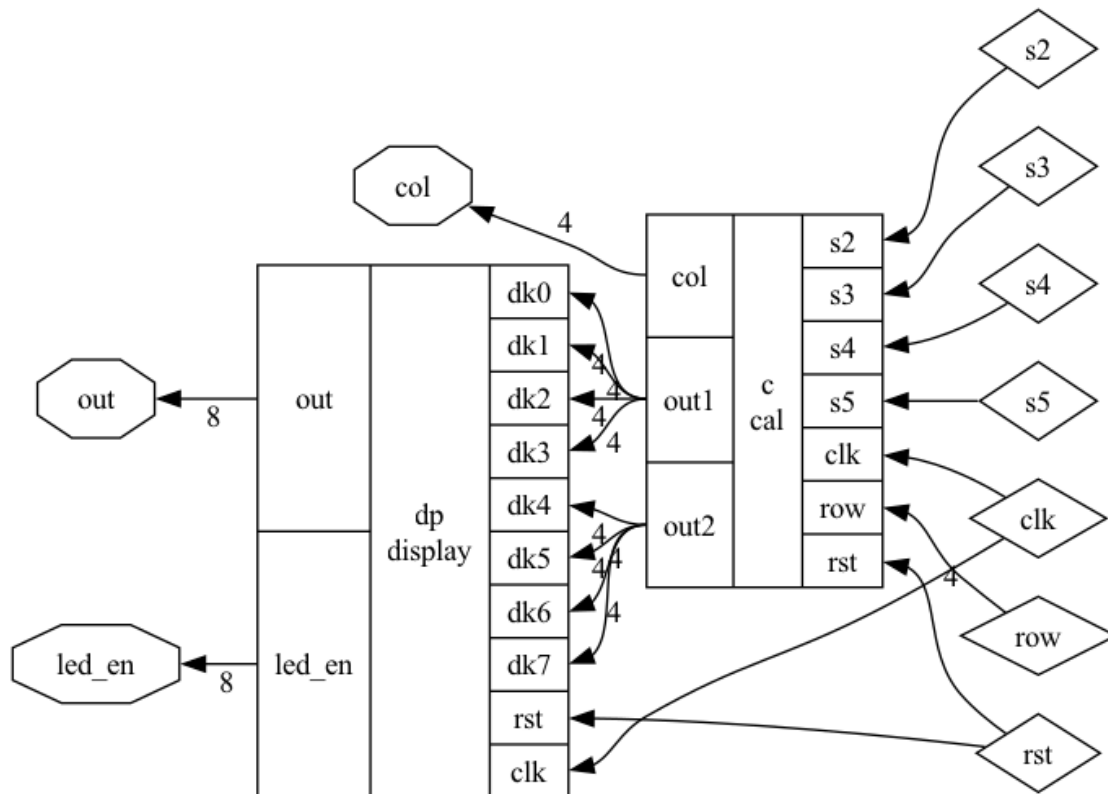 s2
s3
col
4
s2
col
dk0
s3
s4
dk1
4
s4
4
c
cal
out
out
dk2
out1
s5
s5
8
4
dk3
4
clk
dk4
row
clk
dp
display
4
out2
dk5
4
4
rst
4
dk6
4
row
led_en
led_en
dk7
8
rst
rst
clk